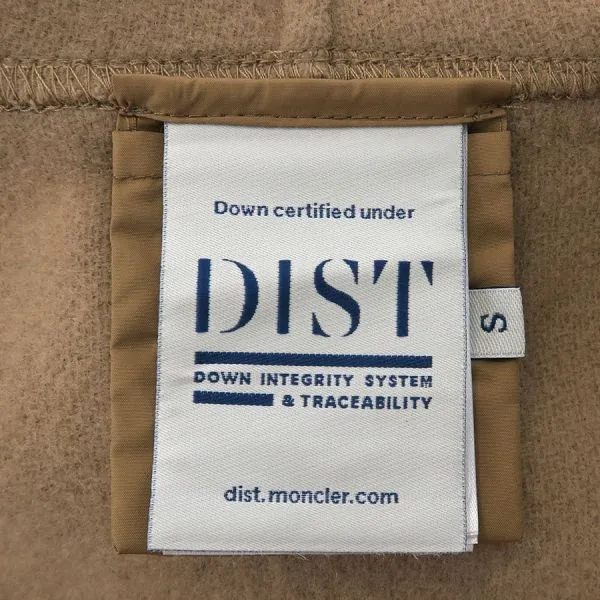 Down certified under
DIST
DOWN INTEGRITY SYSTEM
& TRACEABILITY
dist.moncler.com
S